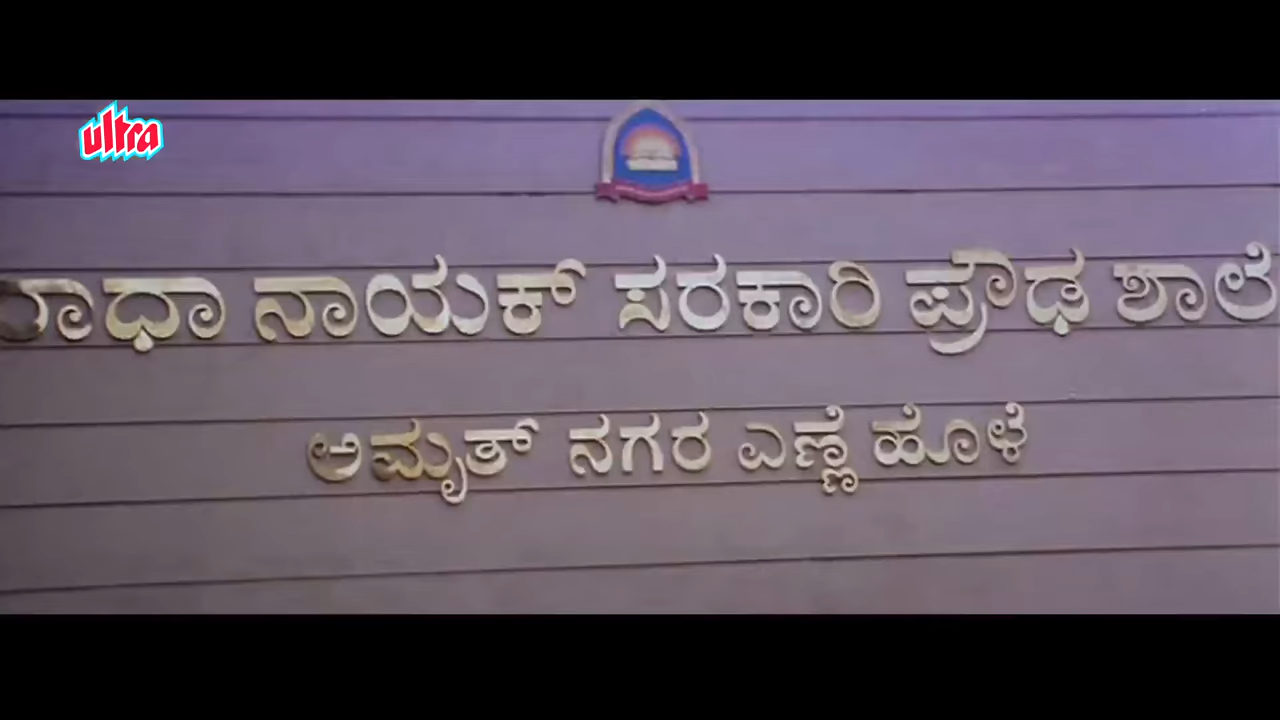 ultra
ರಾಧಾ ನಾಯಕ್ ಸರಕಾರಿ ಪ್ರೌಢ ಶಾಲೆ
ಅಮೃತ್ ನಗರ ಎಣ್ಣೆ ಹೊಳೆ